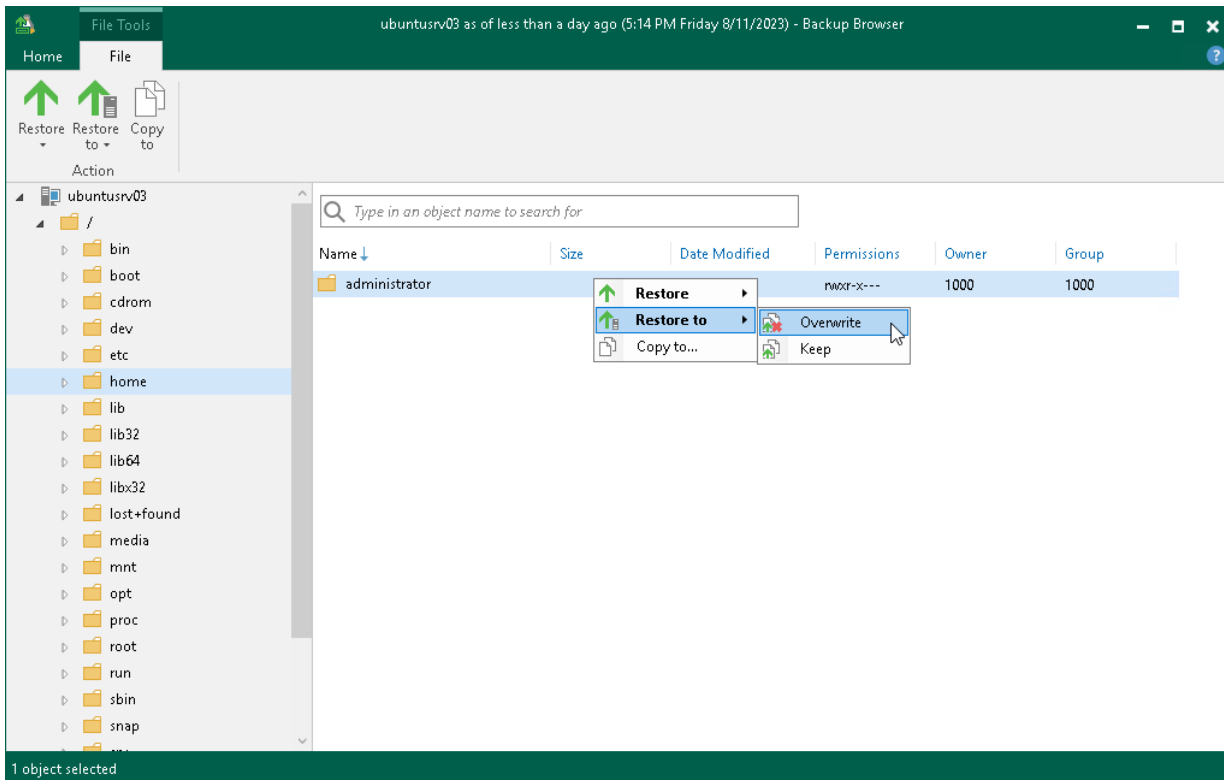 File Tools
ubuntusrv03 as of less than a day ago (5:14 PM Friday 8/11/2023) - Backup Browser
Home File
Restore Restore to Copy to
Action
ubuntusrv03
/
bin
boot
cdrom
dev
etc
home
lib
lib32
lib64
libx32
lost+found
media
mnt
opt
proc
root
run
sbin
snap
Type in an object name to search for
Name Size Date Modified Permissions Owner Group
administrator rwxr-x--- 1000 1000
Restore
Restore to
Copy to...
Overwrite
Keep
1 object selected